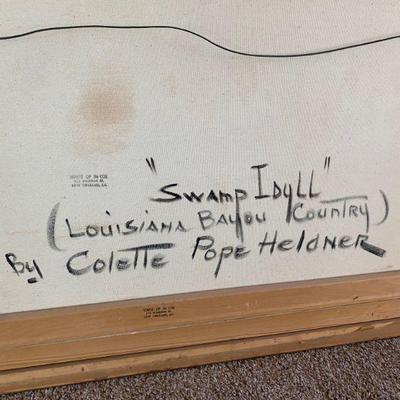 "Swamp Idyll"
(Louisiana Bayou Country)
By Colette Pope Heldner